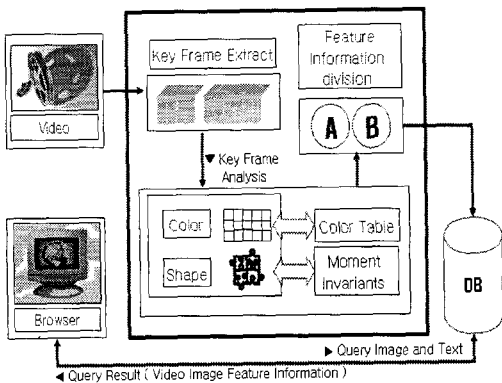 Key Frame Extract
Feature
Information
division
Video
A B
▼ Key Frame
Analysis
Color
Color Table
Shape
Moment
Invariants
Browser
DB
▶ Query Image and Text
◀ Query Result ( Video Image Feature Information )